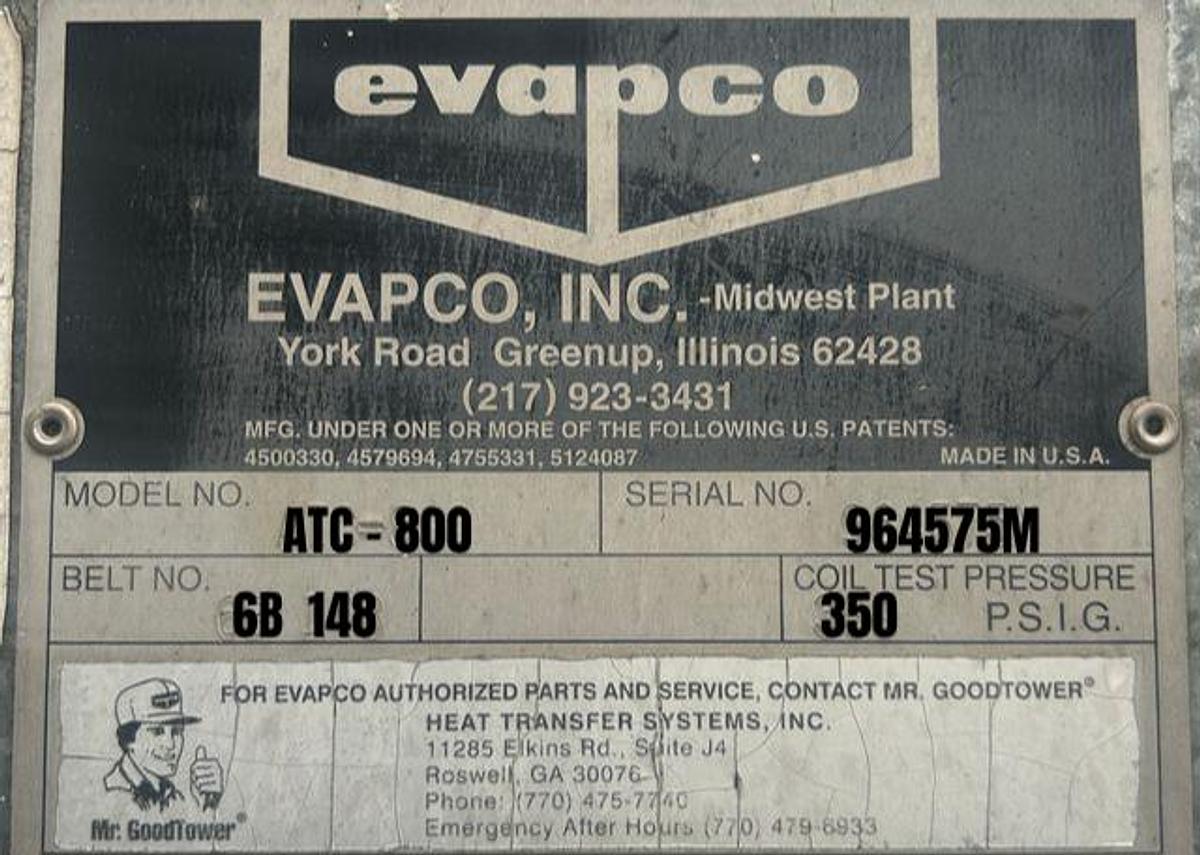 evapco
EVAPCO, INC. -Midwest Plant
York Road Greenup, Illinois 62428
(217) 923-3431
MFG. UNDER ONE OR MORE OF THE FOLLOWING U.S. PATENTS:
4500330, 4579694, 4755331, 5124087 MADE IN U.S.A.
MODEL NO. ATC - 800 SERIAL NO. 964575M
BELT NO. 6B 148 COIL TEST PRESSURE 350 P.S.I.G.
FOR EVAPCO AUTHORIZED PARTS AND SERVICE, CONTACT MR. GOODTOWER®
HEAT TRANSFER SYSTEMS, INC.
11285 Elkins Rd., Suite J4
Roswell, GA 30076
Phone: (770) 475-7740
Emergency After Hours (770) 479-6933
Mr. GoodTower®